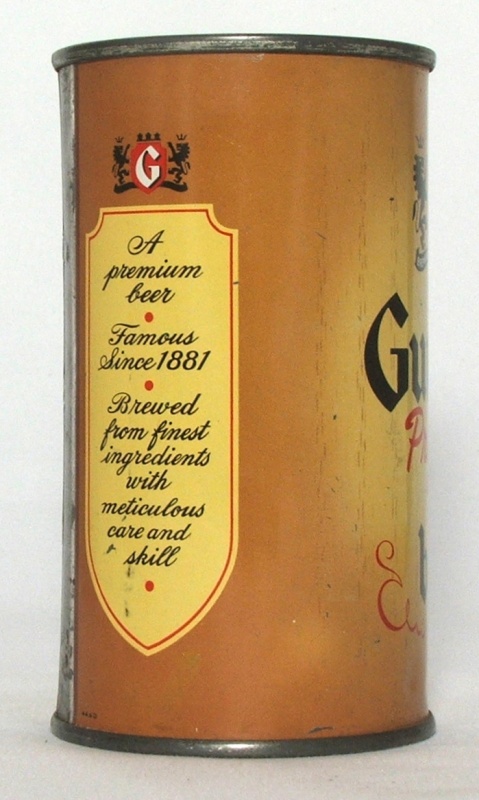 G
A
premium
beer
Famous
Since 1881
Brewed
from finest
ingredients
with
meticulous
care and
skill
Gu
P